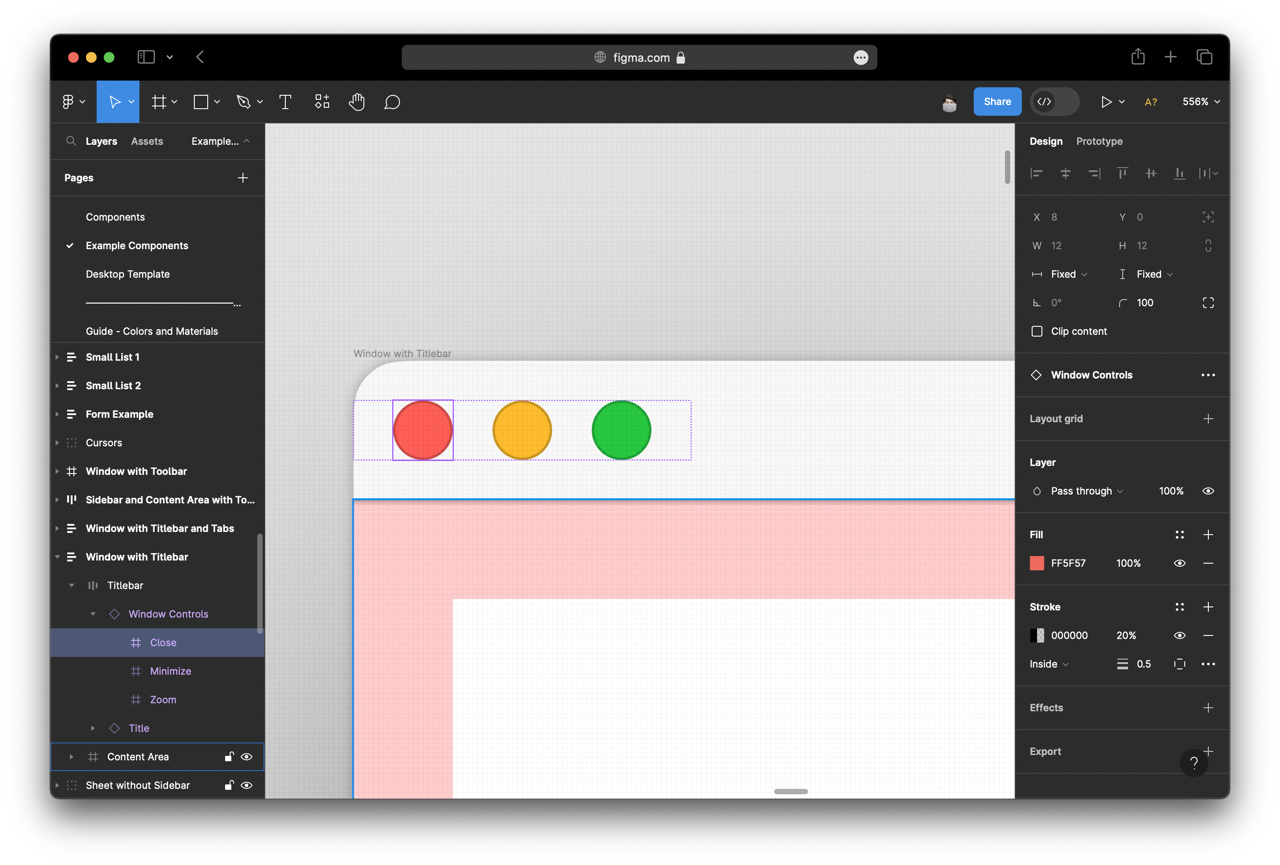 figma.com
Share
A?
556%
Layers Assets Example...
Pages
Components
Example Components
Desktop Template
...
Guide - Colors and Materials
Small List 1
Small List 2
Form Example
Cursors
Window with Toolbar
Sidebar and Content Area with To...
Window with Titlebar and Tabs
Window with Titlebar
Titlebar
Window Controls
Close
Minimize
Zoom
Title
Content Area
Sheet without Sidebar
Window with Titlebar
Design Prototype
X 8 Y 0
W 12 H 12
Fixed Fixed
0° 100
Clip content
Window Controls
Layout grid
Layer
Pass through 100%
Fill
FF5F57 100%
Stroke
000000 20%
Inside 0.5
Effects
Export
?